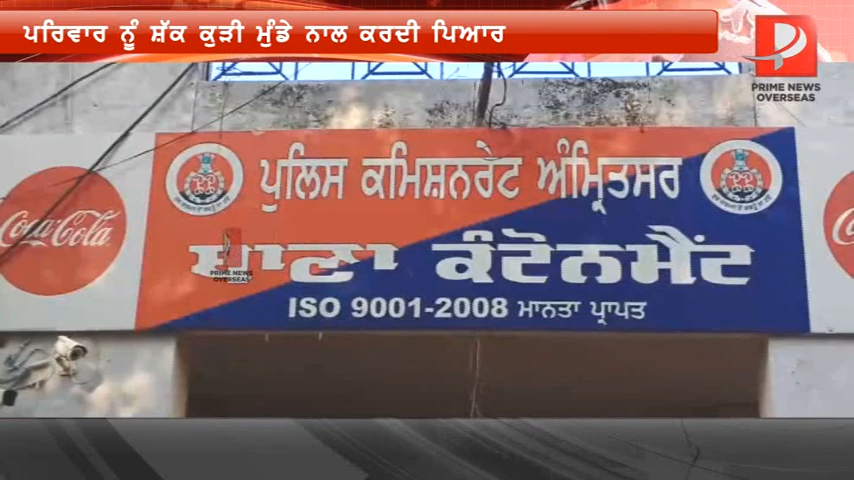 ਪਰਿਵਾਰ ਨੂੰ ਸ਼ੱਕ ਕੁੜੀ ਮੁੰਡੇ ਨਾਲ ਕਰਦੀ ਪਿਆਰ
PRIME NEWS
OVERSEAS
ਪੁਲਿਸ ਕਮਿਸ਼ਨਰੇਟ ਅੰਮ੍ਰਿਤਸਰ
Coca-Cola
ਥਾਣਾ ਕੰਟੋਨਮੈਂਟ
PRIME NEWS
OVERSEAS
ISO 9001-2008 ਮਾਨਤਾ ਪ੍ਰਾਪਤ